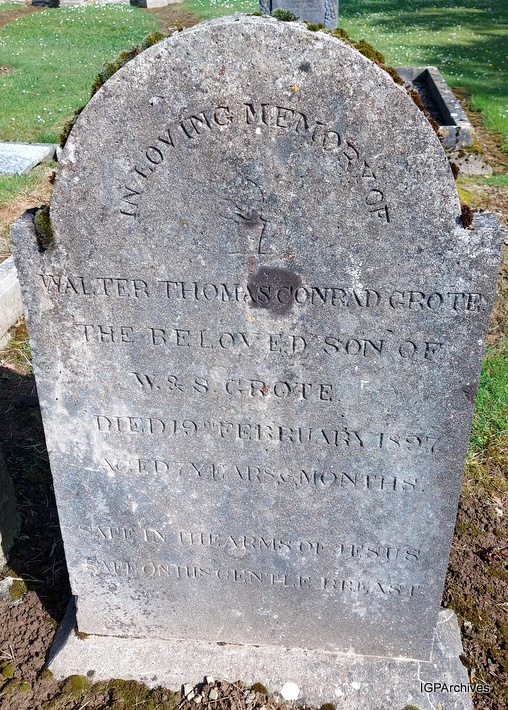 IN LOVING MEMORY OF
WALTER THOMAS CONRAD GROTE
THE BELOVED SON OF
W. & S. GROTE.
DIED 19TH FEBRUARY 1897
AGED 7 YEARS 6 MONTHS.
SAFE IN THE ARMS OF JESUS
SAFE ON HIS GENTLE BREAST
IGPArchives